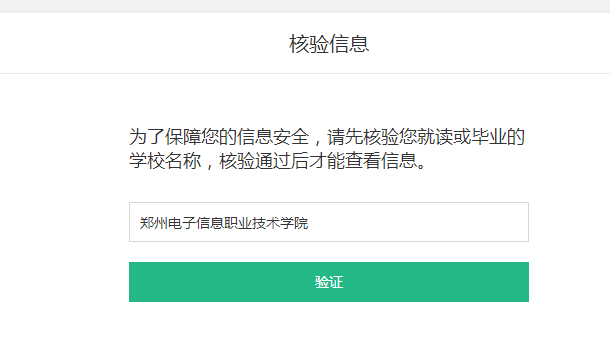 核验信息
为了保障您的信息安全，请先核验您就读或毕业的
学校名称，核验通过后才能查看信息。
郑州电子信息职业技术学院
验证